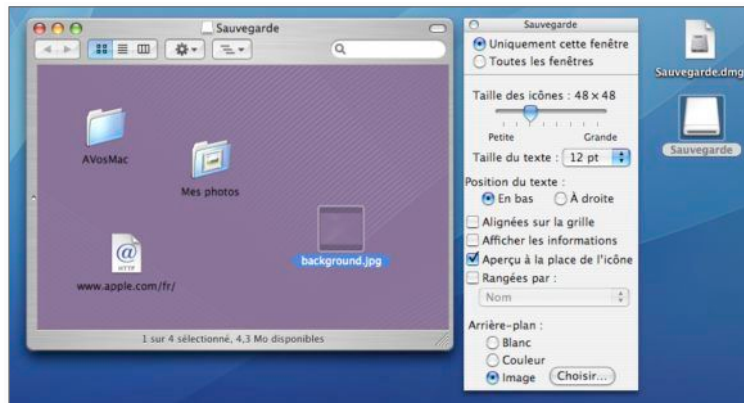 Sauvegarde
AVosMac
Mes photos
background.jpg
@
HTTP
www.apple.com/fr/
1 sur 4 sélectionné, 4,3 Mo disponibles
Sauvegarde
Uniquement cette fenêtre
Toutes les fenêtres
Taille des icônes : 48 × 48
Petite Grande
Taille du texte : 12 pt
Position du texte :
En bas À droite
Alignées sur la grille
Afficher les informations
Aperçu à la place de l'icône
Rangées par :
Nom
Arrière-plan :
Blanc
Couleur
Image Choisir...
Sauvegarde.dmg
Sauvegarde